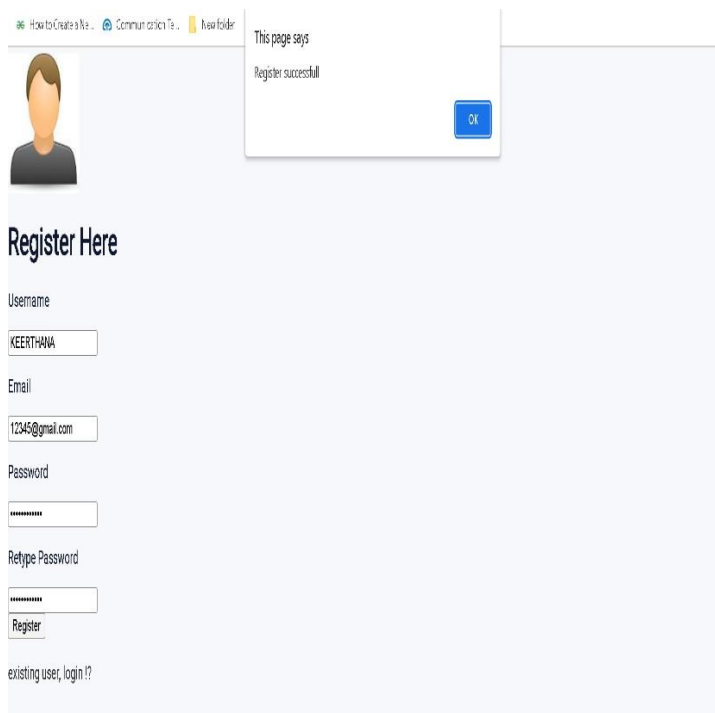 How to Create a Ne...  Communication Te...  New folder
This page says
Register successfull
OK
Register Here
Username
KEERTHANA
Email
12345@gmail.com
Password
••••••••••••
Retype Password
••••••••••••
Register
existing user, login !?